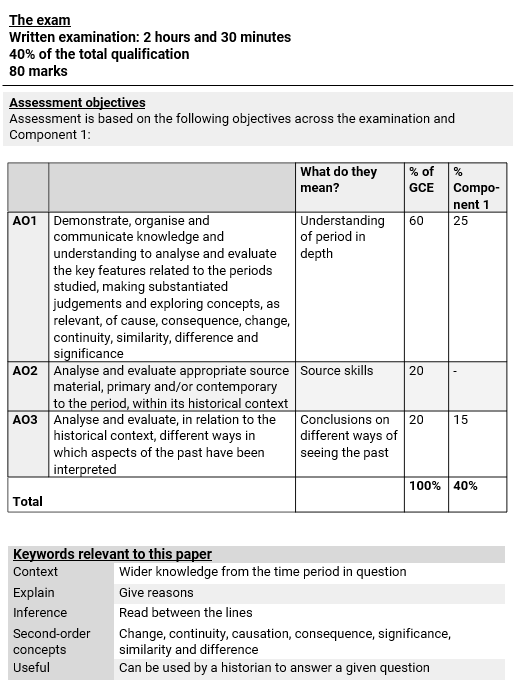 The exam
Written examination: 2 hours and 30 minutes
40% of the total qualification
80 marks
Assessment objectives
Assessment is based on the following objectives across the examination and
Component 1:
What do they
mean?
% of
GCE
%
Compo-
nent 1
AO1
Demonstrate, organise and
communicate knowledge and
understanding to analyse and evaluate
the key features related to the periods
studied, making substantiated
judgements and exploring concepts, as
relevant, of cause, consequence, change,
continuity, similarity, difference and
significance
Understanding
of period in
depth
60
25
AO2
Analyse and evaluate appropriate source
material, primary and/or contemporary
to the period, within its historical context
Source skills
20
-
AO3
Analyse and evaluate, in relation to the
historical context, different ways in
which aspects of the past have been
interpreted
Conclusions on
different ways of
seeing the past
20
15
Total
100%
40%
Keywords relevant to this paper
Context
Wider knowledge from the time period in question
Explain
Give reasons
Inference
Read between the lines
Second-order
concepts
Change, continuity, causation, consequence, significance,
similarity and difference
Useful
Can be used by a historian to answer a given question